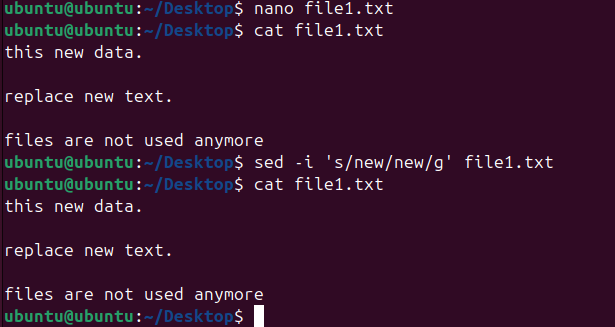 ubuntu@ubuntu:~/Desktop$ nano file1.txt
ubuntu@ubuntu:~/Desktop$ cat file1.txt
this new data.

replace new text.

files are not used anymore
ubuntu@ubuntu:~/Desktop$ sed -i 's/new/new/g' file1.txt
ubuntu@ubuntu:~/Desktop$ cat file1.txt
this new data.

replace new text.

files are not used anymore
ubuntu@ubuntu:~/Desktop$